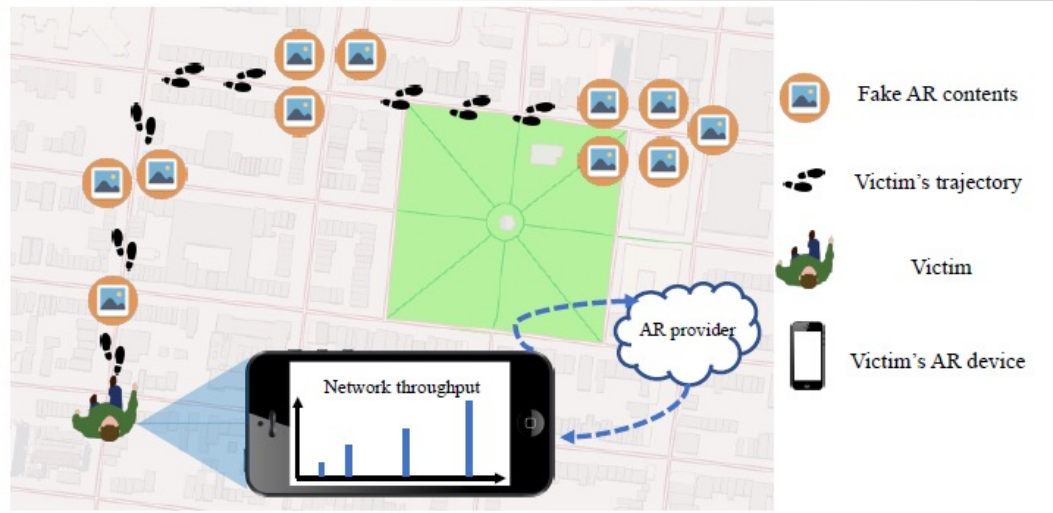 Fake AR contents
Victim's trajectory
Victim
AR provider
Victim's AR device
Network throughput